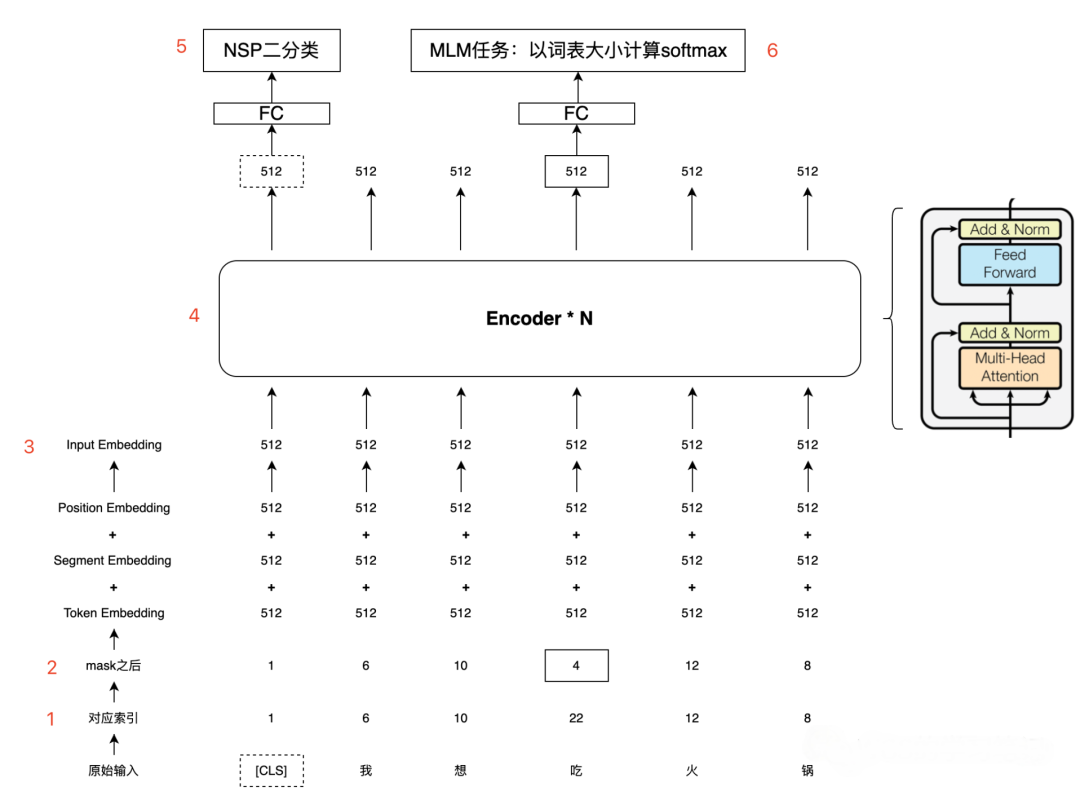 5 NSP二分类 MLM任务：以词表大小计算softmax 6
FC FC
512 512 512 512 512 512
Add & Norm
Feed
Forward
4 Encoder * N
Add & Norm
Multi-Head
Attention
3 Input Embedding 512 512 512 512 512 512
Position Embedding 512 512 512 512 512 512
+ + + + + + +
Segment Embedding 512 512 512 512 512 512
+ + + + + + +
Token Embedding 512 512 512 512 512 512
2 mask之后 1 6 10 4 12 8
1 对应索引 1 6 10 22 12 8
原始输入 [CLS] 我 想 吃 火 锅